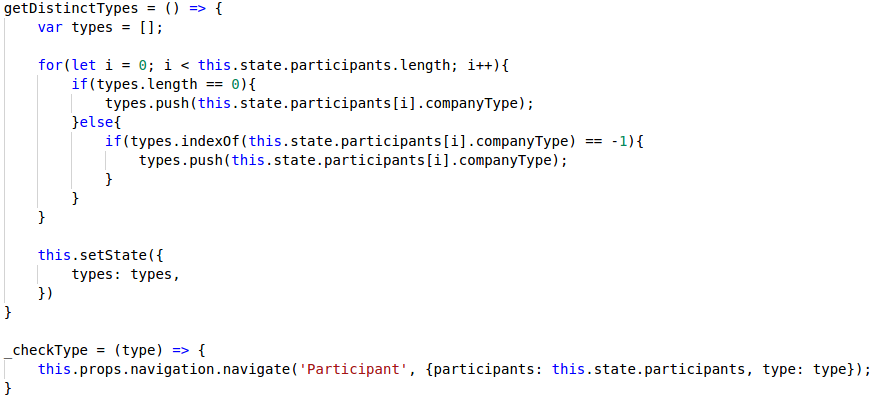 getDistinctTypes = () => {
    var types = [];

    for(let i = 0; i < this.state.participants.length; i++){
        if(types.length == 0){
            types.push(this.state.participants[i].companyType);
        }else{
            if(types.indexOf(this.state.participants[i].companyType) == -1){
                types.push(this.state.participants[i].companyType);
            }
        }
    }

    this.setState({
        types: types,
    })
}

_checkType = (type) => {
    this.props.navigation.navigate('Participant', {participants: this.state.participants, type: type});
}